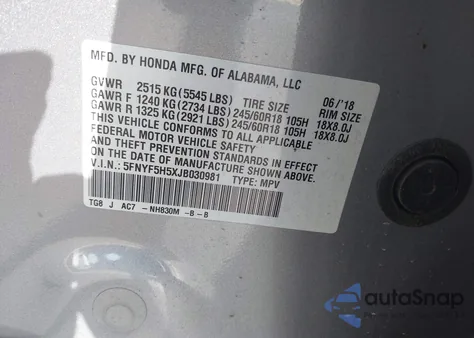 MFD. BY HONDA MFG. OF ALABAMA, LLC
06/'18
GVWR 2515 KG (5545 LBS) TIRE SIZE RIM SIZE
GAWR F 1240 KG (2734 LBS) 245/60R18 105H 18X8.0J
GAWR R 1325 KG (2921 LBS) 245/60R18 105H 18X8.0J
THIS VEHICLE CONFORMS TO ALL APPLICABLE
FEDERAL MOTOR VEHICLE SAFETY, BUMPER,
AND THEFT PREVENTION STANDARDS IN EFFECT
ON THE DATE OF MANUFACTURE SHOWN ABOVE.
V.I.N.: 5FNYF5H5XJB030981 TYPE: MPV
TG8 J AC7 -NH830M -B -B
autoSnap